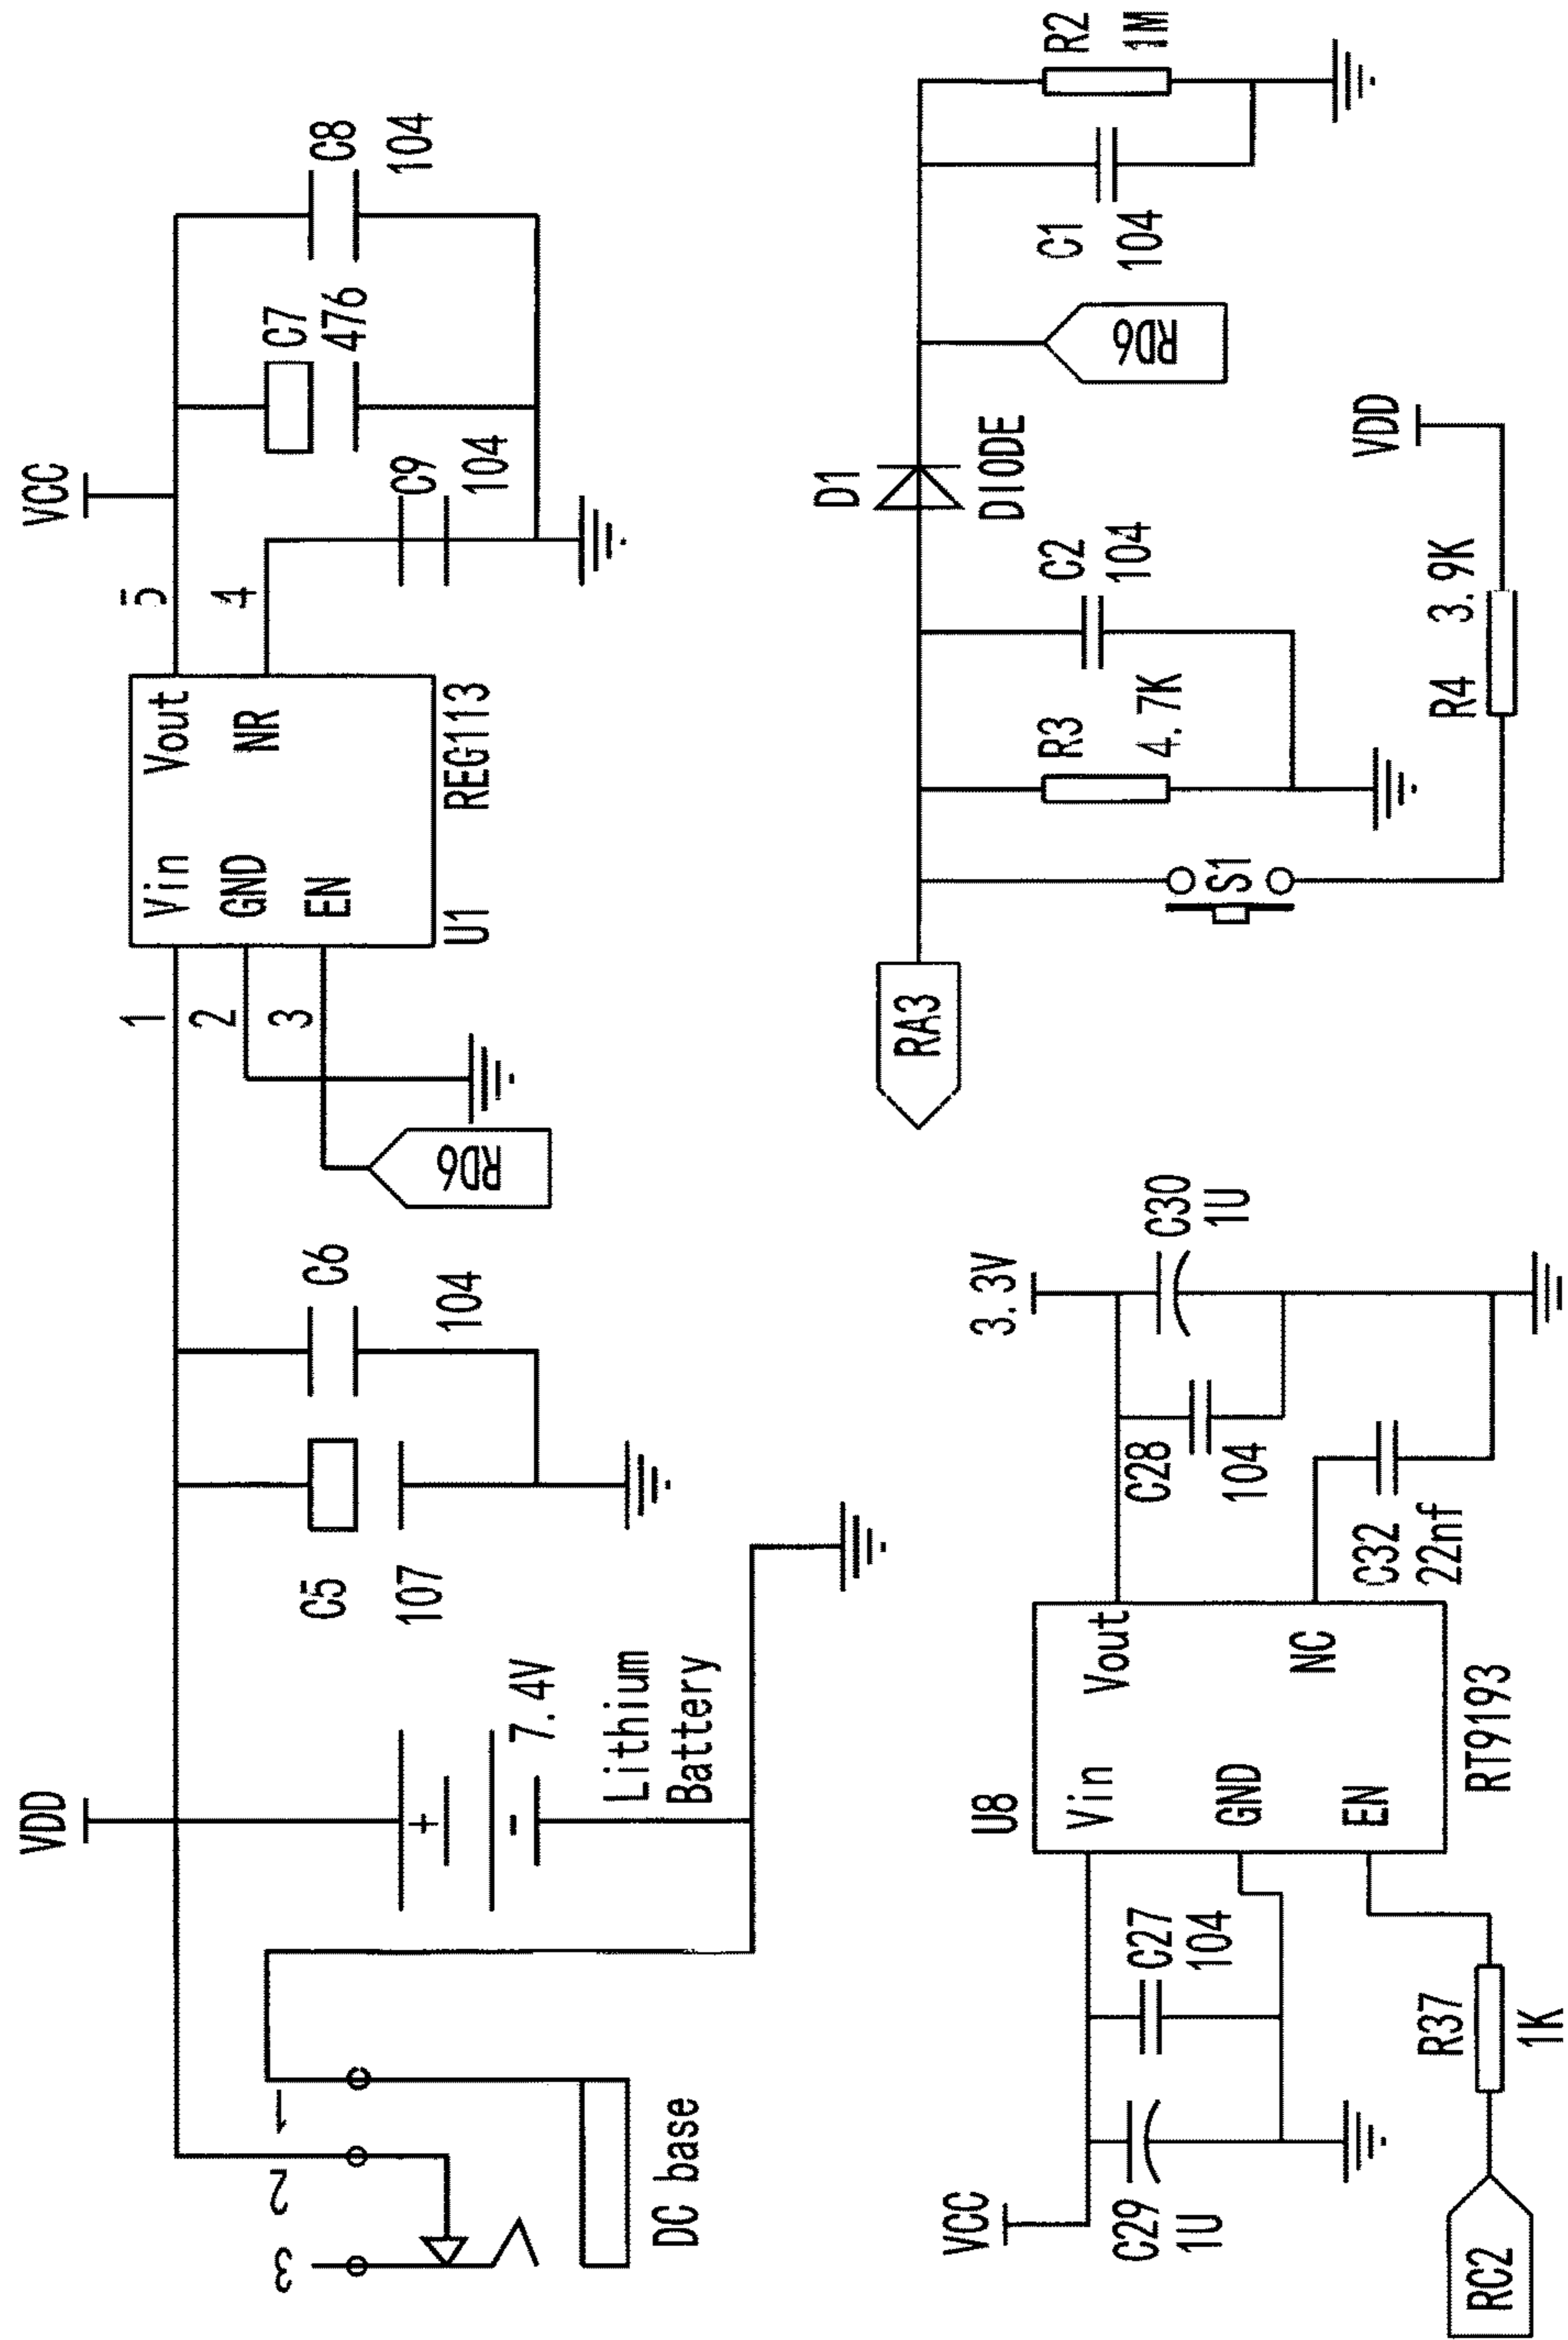 VDD
VCC
1
2
3
DC base
7.4V
Lithium
Battery
C5
107
C6
104
RD6
1
2
3
Vin
GND
EN
Vout
NR
U1
REG113
5
4
C9
104
C7
476
C8
104
VCC
C29
1U
C27
104
RC2
R37
1K
U8
Vin
GND
EN
Vout
NC
RT9193
C28
104
C32
22nf
3.3V
C30
1U
RA3
S1
R3
4.7K
C2
104
R4
3.9K
VDD
D1
DIODE
RD6
C1
104
R2
1M